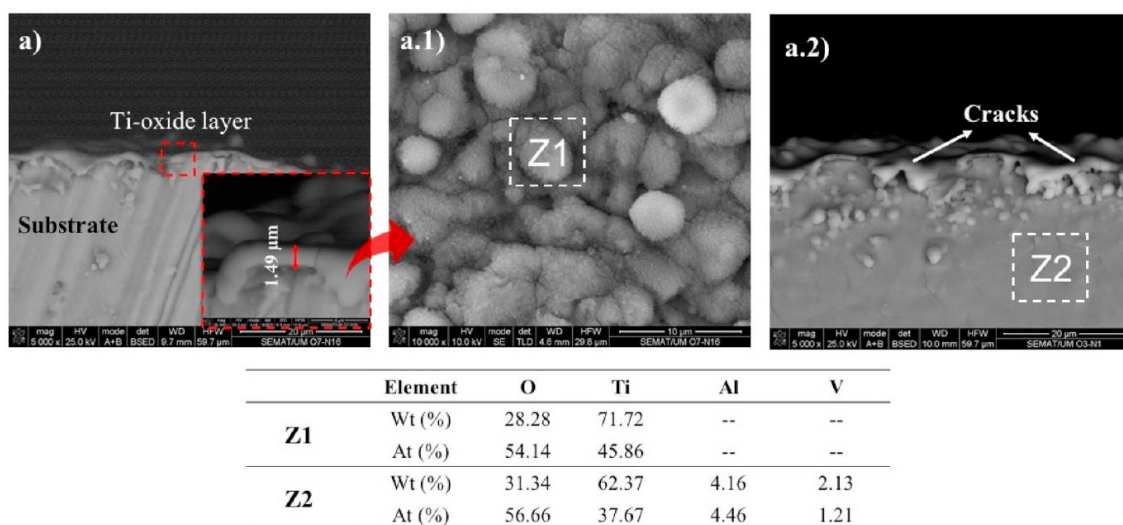 a)
Ti-oxide layer
Substrate
1.49 µm
mag HV mode det WD HFW 20 µm
5 000 x 25.0 kV A+B BSED 9.7 mm 59.7 µm SEMAT/UM O7-N16
a.1)
Z1
mag HV mode det WD HFW 10 µm
10 000 x 10.0 kV SE TLD 4.6 mm 29.8 µm SEMAT/UM O7-N16
a.2)
Cracks
Z2
mag HV mode det WD HFW 20 µm
5 000 x 25.0 kV A+B BSED 10.0 mm 59.7 µm SEMAT/UM O3-N1
Element O Ti Al V
Z1
Wt (%) 28.28 71.72 -- --
At (%) 54.14 45.86 -- --
Z2
Wt (%) 31.34 62.37 4.16 2.13
At (%) 56.66 37.67 4.46 1.21